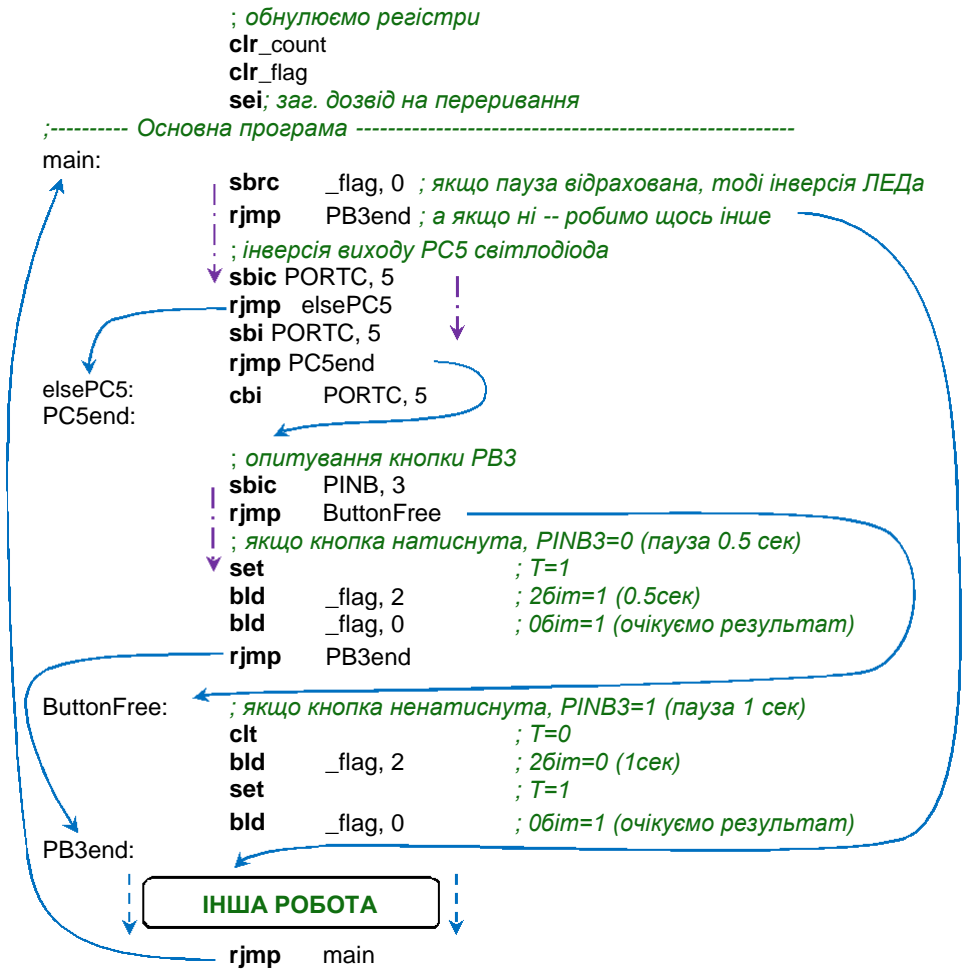 ; обнулюємо регістри
clr_count
clr_flag
sei; заг. дозвід на переривання
;---------- Основна програма -------------------------------------------------------
main:
sbrc _flag, 0 ; якщо пауза відрахована, тоді інверсія ЛЕДа
rjmp PB3end ; а якщо ні -- робимо щось інше
; інверсія виходу PC5 світлодіода
sbic PORTC, 5
rjmp elsePC5
sbi PORTC, 5
rjmp PC5end
elsePC5: cbi PORTC, 5
PC5end:
; опитування кнопки PB3
sbic PINB, 3
rjmp ButtonFree
; якщо кнопка натиснута, PINB3=0 (пауза 0.5 сек)
set ; T=1
bld _flag, 2 ; 2біт=1 (0.5сек)
bld _flag, 0 ; 0біт=1 (очікуємо результат)
rjmp PB3end
ButtonFree: ; якщо кнопка ненатиснута, PINB3=1 (пауза 1 сек)
clt ; T=0
bld _flag, 2 ; 2біт=0 (1сек)
set ; T=1
bld _flag, 0 ; 0біт=1 (очікуємо результат)
PB3end:
ІНША РОБОТА
rjmp main